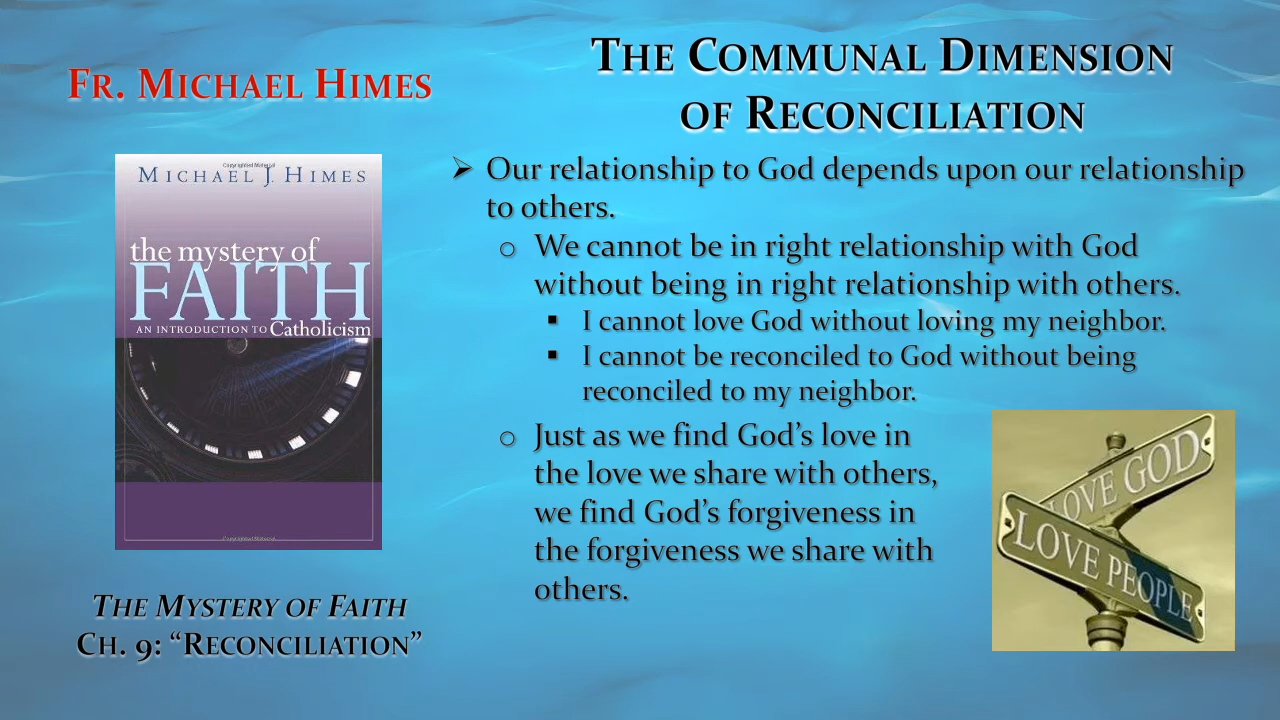 FR. MICHAEL HIMES
Copyrighted Material
MICHAEL J. HIMES
the mystery of
FAITH
AN INTRODUCTION TO Catholicism
Copyrighted Material
THE MYSTERY OF FAITH
CH. 9: “RECONCILIATION”
THE COMMUNAL DIMENSION
OF RECONCILIATION
➢ Our relationship to God depends upon our relationship
to others.
o We cannot be in right relationship with God
without being in right relationship with others.
▪ I cannot love God without loving my neighbor.
▪ I cannot be reconciled to God without being
reconciled to my neighbor.
o Just as we find God’s love in
the love we share with others,
we find God’s forgiveness in
the forgiveness we share with
others.
LOVE GOD
LOVE PEOPLE